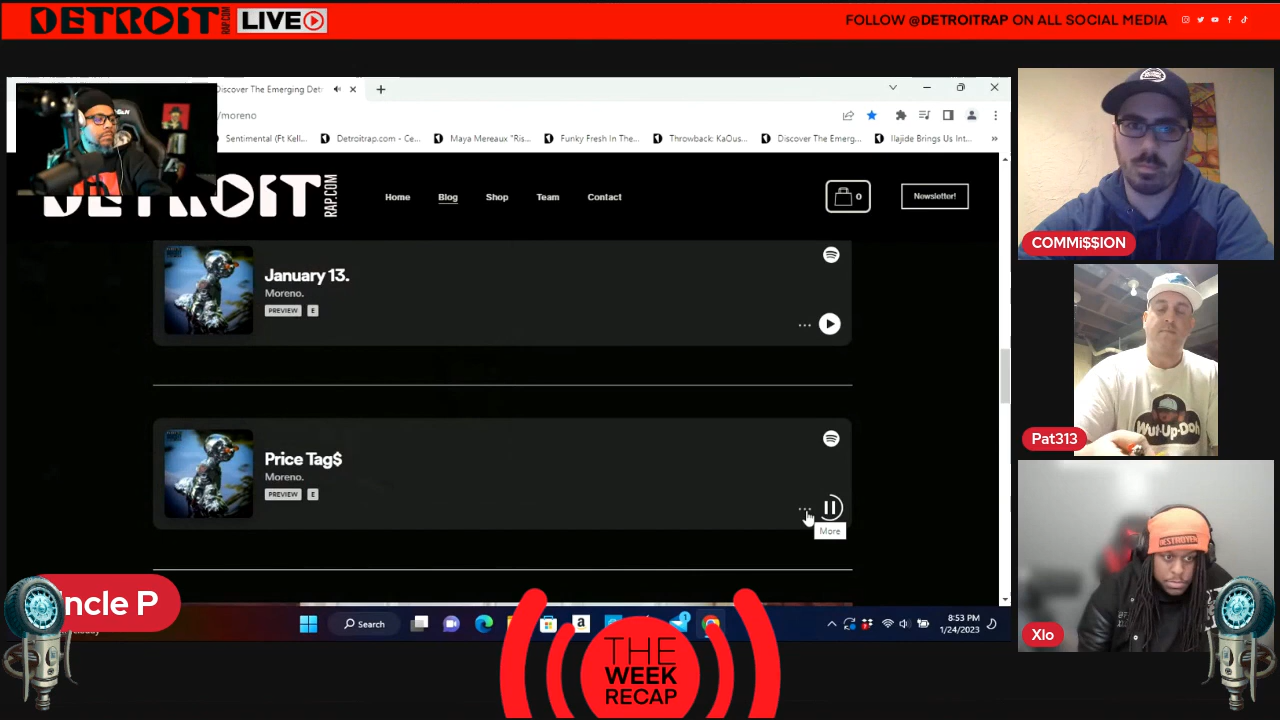 DETROIT RAP.COM LIVE
FOLLOW @DETROITRAP ON ALL SOCIAL MEDIA
Discover The Emerging Det
/moreno
Sentimental (Ft Kell...
Detroitrap.com - Ce...
Maya Mereaux "Ris...
Funky Fresh In The...
Throwback: KaOus...
Discover The Emerg...
Ilajide Brings Us Int...
»
DETROIT RAP.COM
Home Blog Shop Team Contact
0
Newsletter!
January 13.
Moreno.
PREVIEW E
Price Tag$
Moreno.
PREVIEW E
More
ncle P
Search
8:53 PM
1/24/2023
THE
WEEK
RECAP
COMMi$$ION
Pat313
Wut-Up-Doh
DESTROYER
Xlo